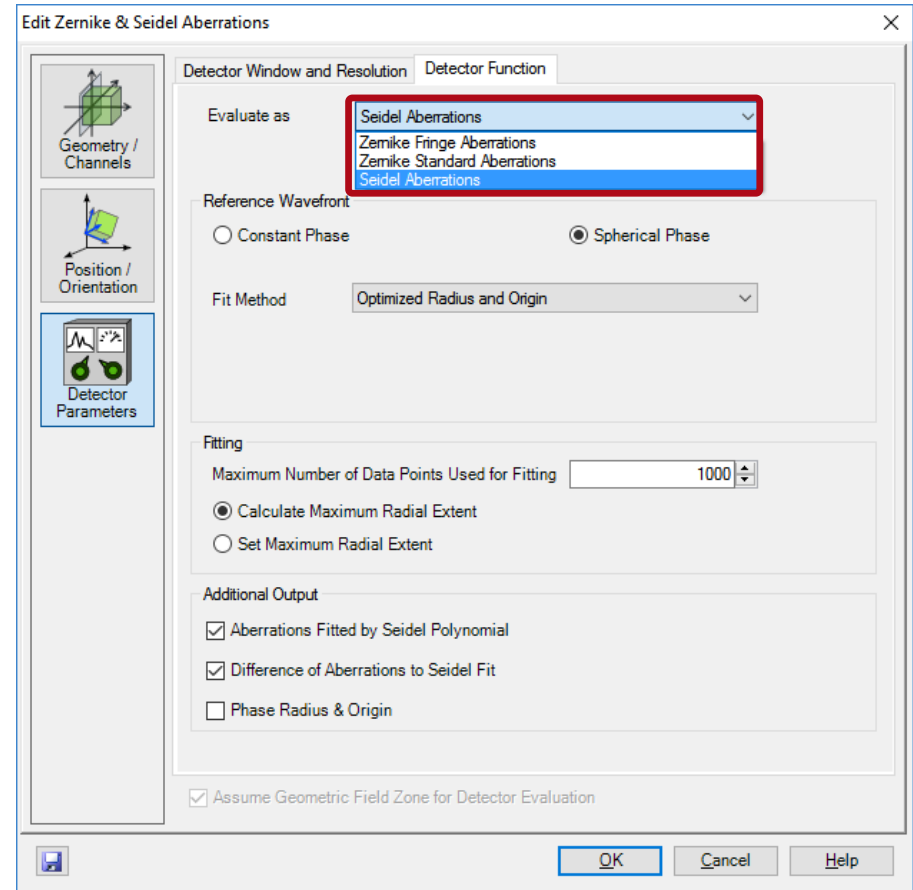 Edit Zernike & Seidel Aberrations
Geometry /
Channels
Position /
Orientation
Detector
Parameters
Detector Window and Resolution
Detector Function
Evaluate as
Seidel Aberrations
Zernike Fringe Aberrations
Zernike Standard Aberrations
Seidel Aberrations
Reference Wavefront
Constant Phase
Spherical Phase
Fit Method
Optimized Radius and Origin
Fitting
Maximum Number of Data Points Used for Fitting
1000
Calculate Maximum Radial Extent
Set Maximum Radial Extent
Additional Output
Aberrations Fitted by Seidel Polynomial
Difference of Aberrations to Seidel Fit
Phase Radius & Origin
Assume Geometric Field Zone for Detector Evaluation
OK
Cancel
Help